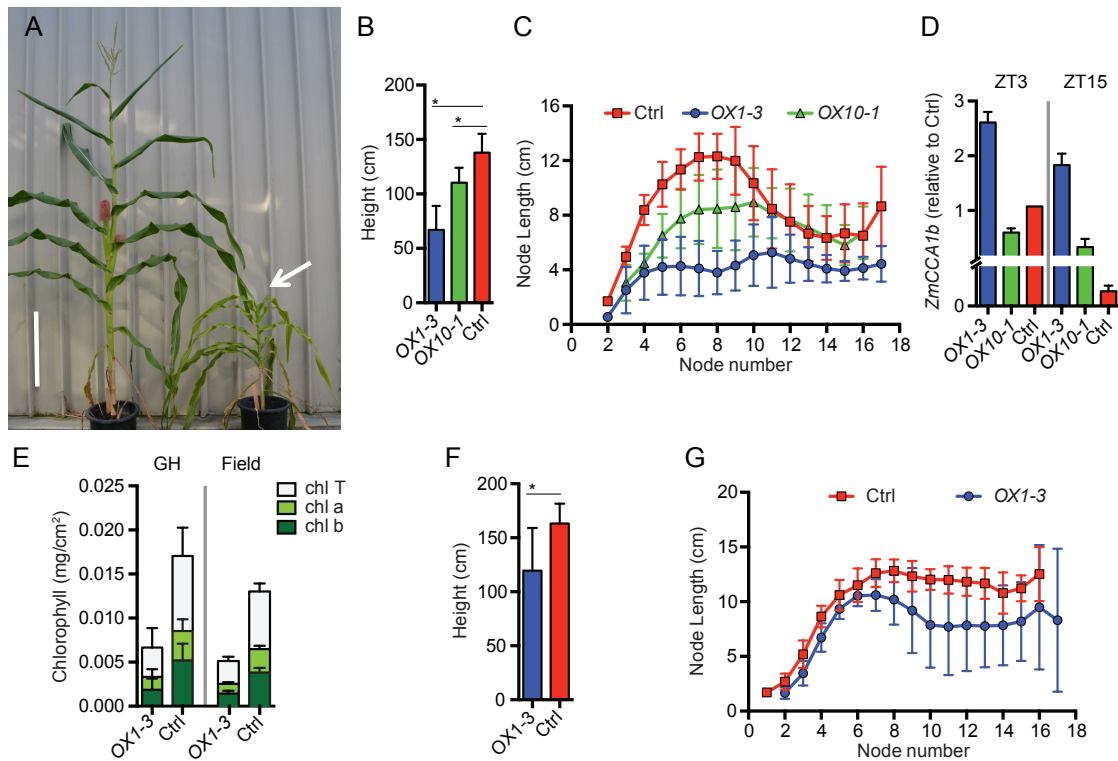 A
B
Height (cm)
200
150
100
50
0
*
*
OX1-3
OX10-1
Ctrl
C
Ctrl
OX1-3
OX10-1
Node Length (cm)
16
12
8
4
0
0 2 4 6 8 10 12 14 16 18
Node number
D
ZT3
ZT15
ZmCCA1b (relative to Ctrl)
3
2
1
0
OX1-3
OX10-1
Ctrl
OX1-3
OX10-1
Ctrl
E
GH
Field
Chlorophyll (mg/cm²)
0.025
0.020
0.015
0.010
0.005
0.000
chl T
chl a
chl b
OX1-3
Ctrl
OX1-3
Ctrl
F
Height (cm)
200
150
100
50
0
*
OX1-3
Ctrl
G
Ctrl
OX1-3
Node Length (cm)
20
15
10
5
0
0 2 4 6 8 10 12 14 16 18
Node number